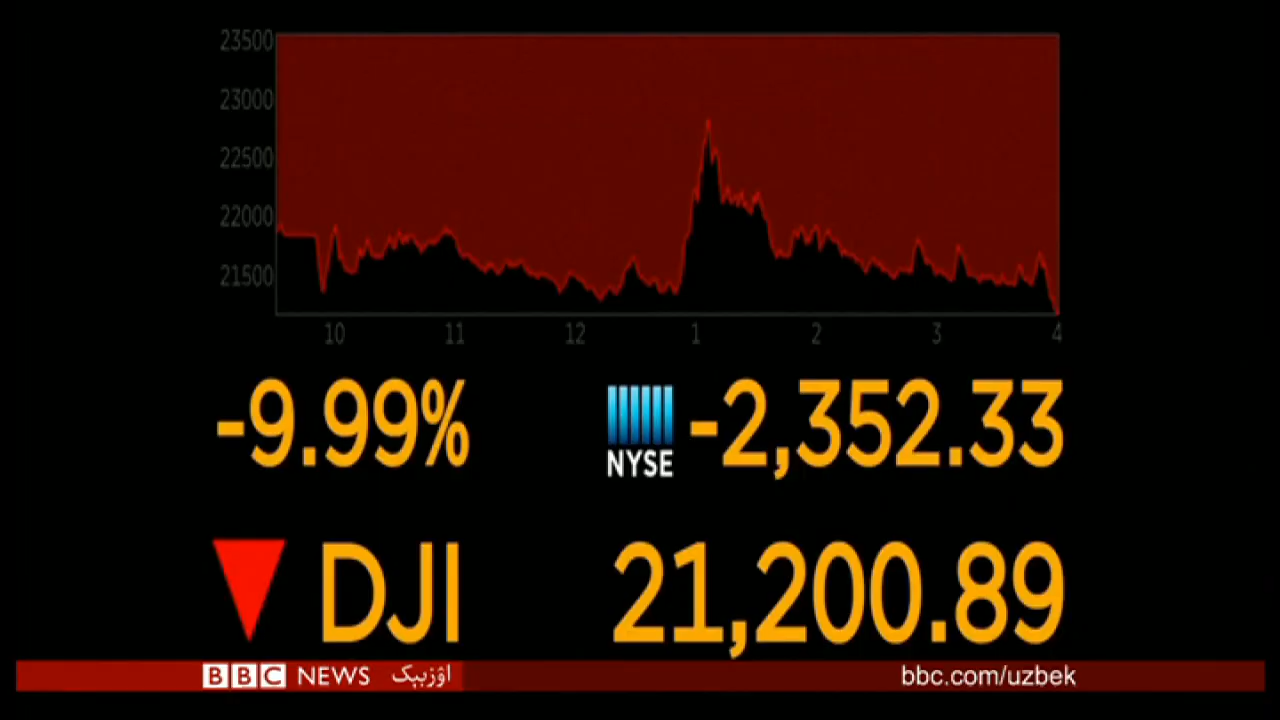 23500
23000
22500
22000
21500
10 11 12 1 2 3 4
-9.99% NYSE -2,352.33
DJI 21,200.89
BBC NEWS اۉزبېک bbc.com/uzbek